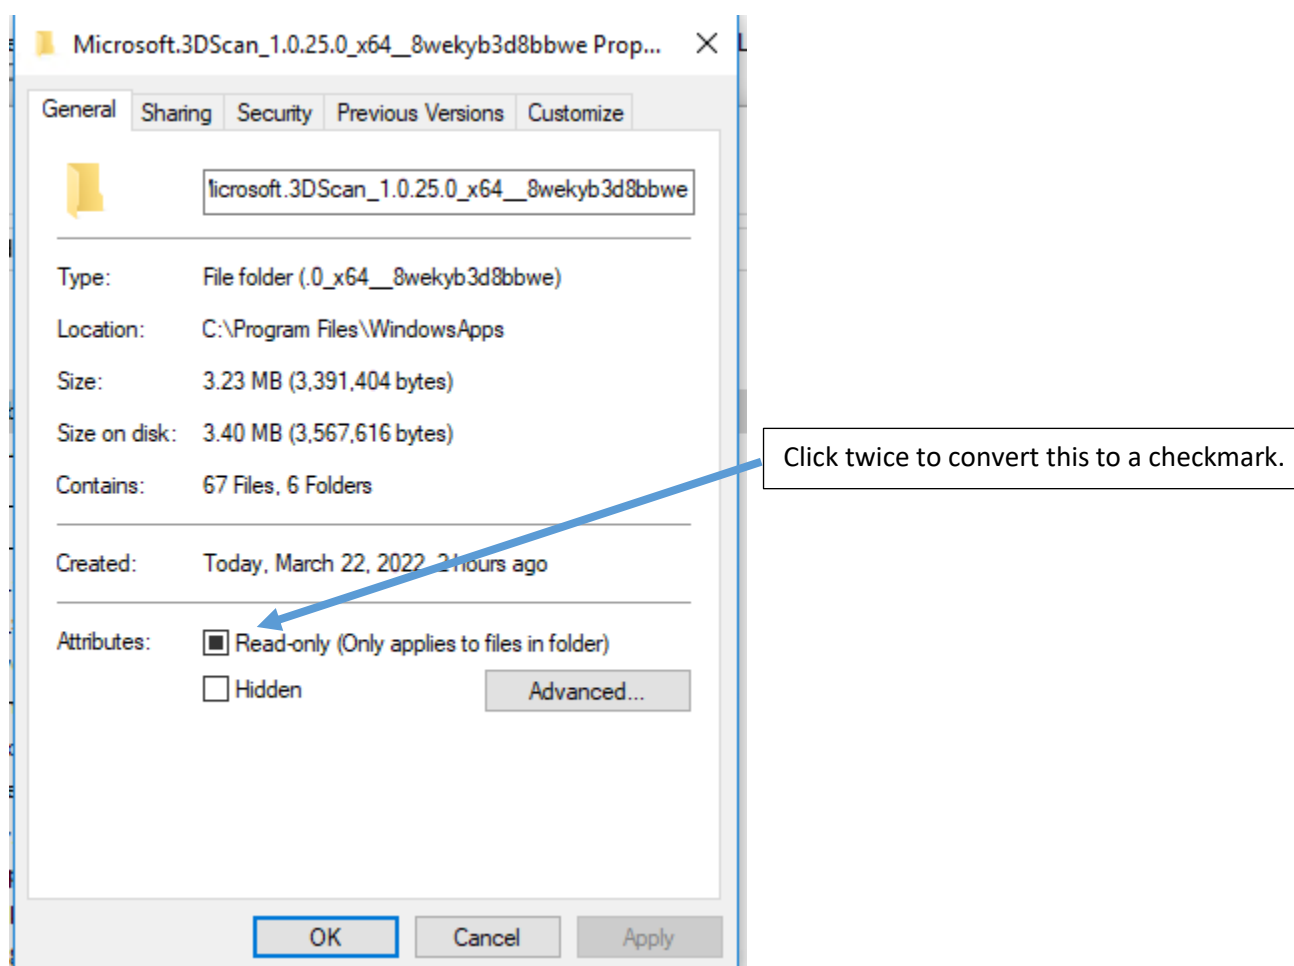 Microsoft.3DScan_1.0.25.0_x64__8wekyb3d8bbwe Prop...
General Sharing Security Previous Versions Customize
icrosoft.3DScan_1.0.25.0_x64__8wekyb3d8bbwe
Type: File folder (.0_x64__8wekyb3d8bbwe)
Location: C:\Program Files\WindowsApps
Size: 3.23 MB (3,391,404 bytes)
Size on disk: 3.40 MB (3,567,616 bytes)
Click twice to convert this to a checkmark.
Contains: 67 Files, 6 Folders
Created: Today, March 22, 2022, 2 hours ago
Attributes: Read-only (Only applies to files in folder)
Hidden Advanced...
OK Cancel Apply